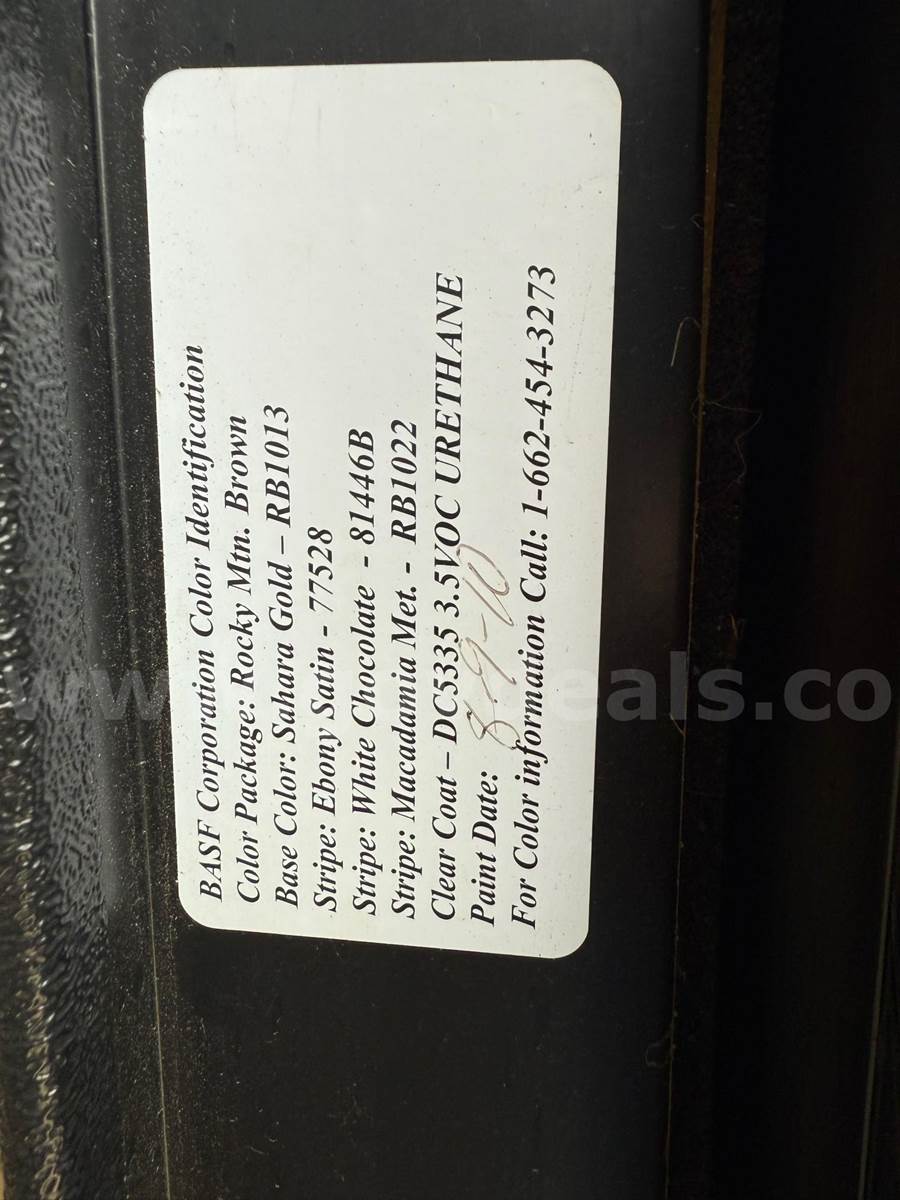 BASF Corporation Color Identification
Color Package: Rocky Mtn. Brown
Base Color: Sahara Gold – RB1013
Stripe: Ebony Satin - 77528
Stripe: White Chocolate - 81446B
Stripe: Macadamia Met. - RB1022
Clear Coat – DC5335 3.5VOC URETHANE
Paint Date: 8-9-10
For Color information Call: 1-662-454-3273